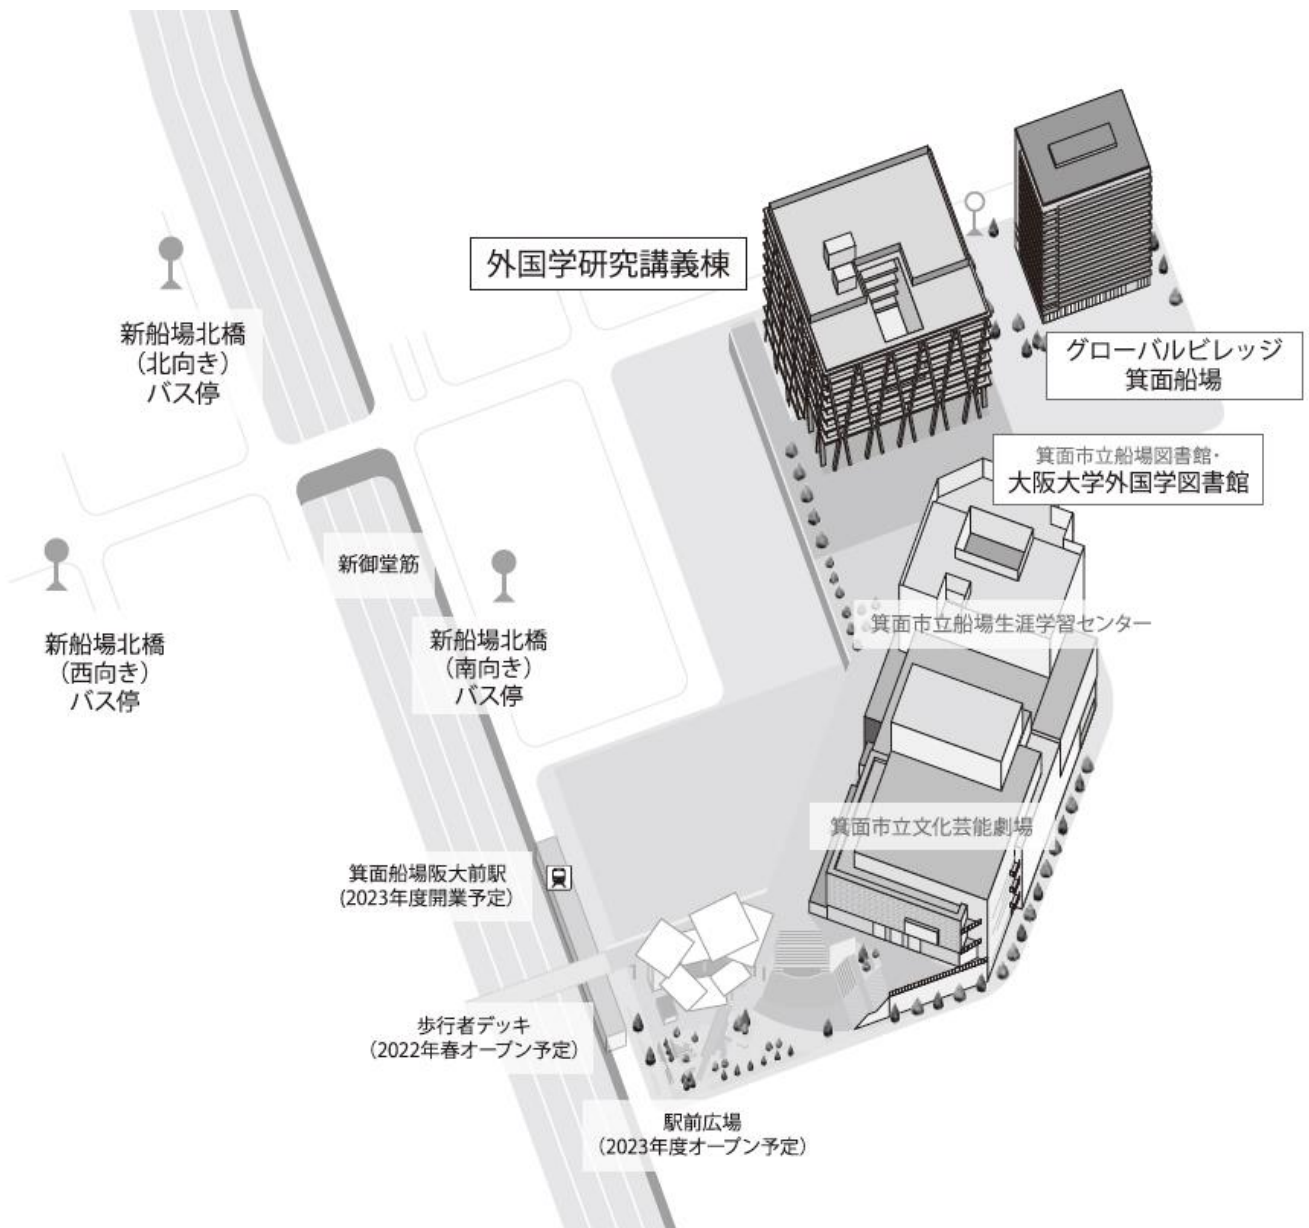 外国学研究講義棟
新船場北橋
（北向き）
バス停
グローバルビレッジ
箕面船場
箕面市立船場図書館・
大阪大学外国学図書館
新御堂筋
新船場北橋
（西向き）
バス停
新船場北橋
（南向き）
バス停
箕面市立船場生涯学習センター
箕面市立文化芸能劇場
箕面船場阪大前駅
（2023年度開業予定）
歩行者デッキ
（2022年春オープン予定）
駅前広場
（2023年度オープン予定）